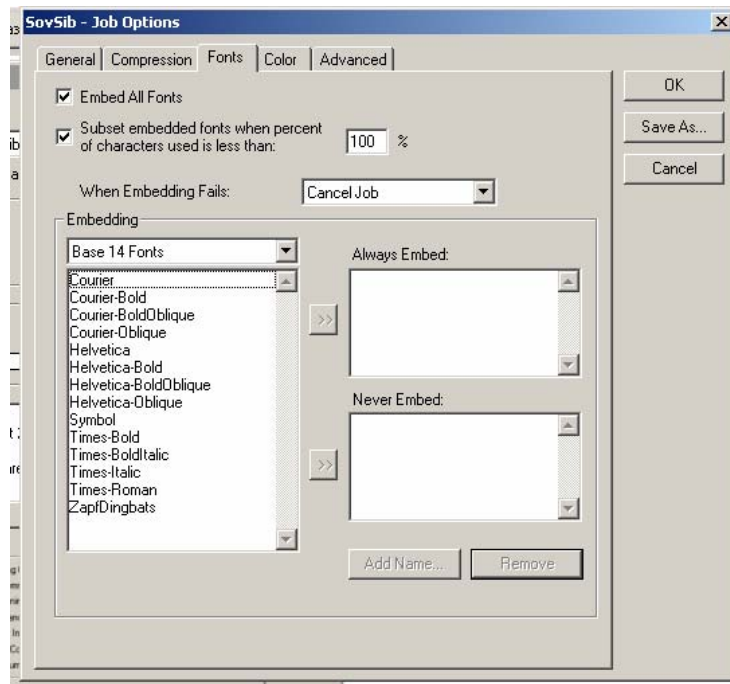 SovSib - Job Options
General Compression Fonts Color Advanced
Embed All Fonts
OK
Subset embedded fonts when percent
of characters used is less than:
100 %
Save As...
Cancel
When Embedding Fails:
Cancel Job
Embedding
Base 14 Fonts
Courier
Courier-Bold
Courier-BoldOblique
Courier-Oblique
Helvetica
Helvetica-Bold
Helvetica-BoldOblique
Helvetica-Oblique
Symbol
Times-Bold
Times-BoldItalic
Times-Italic
Times-Roman
ZapfDingbats
>>
>>
Always Embed:
Never Embed:
Add Name...
Remove